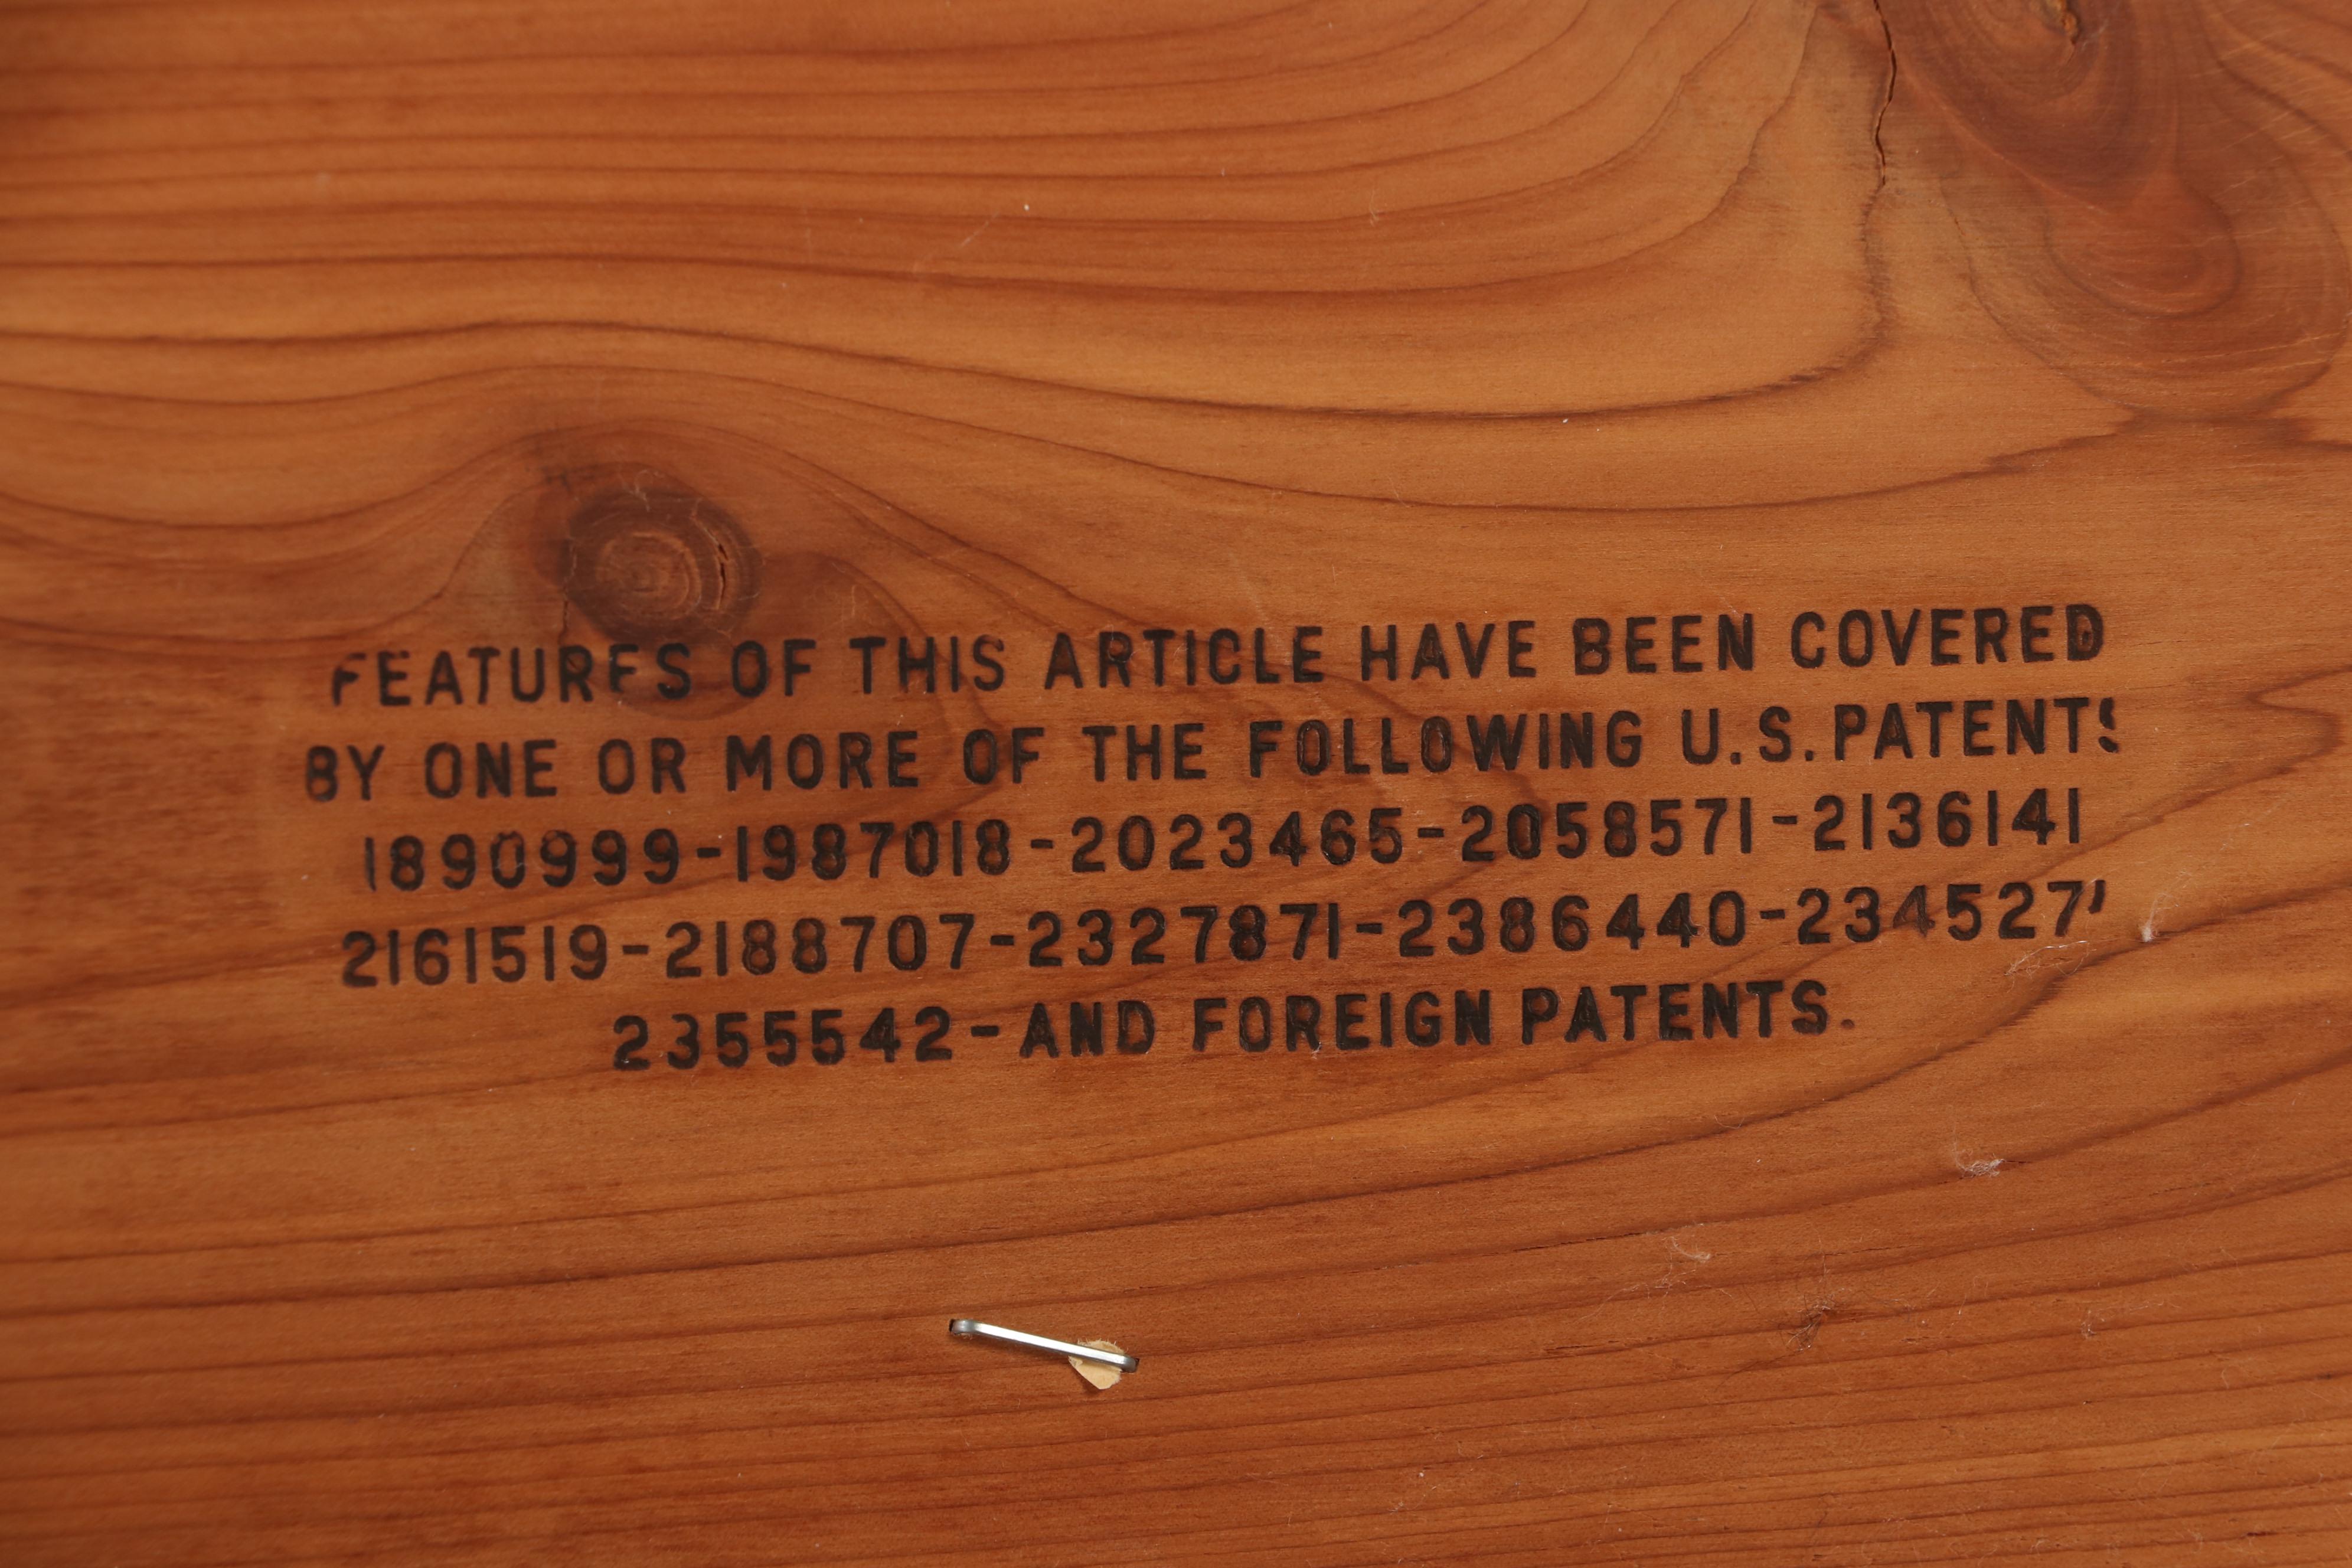 FEATURES OF THIS ARTICLE HAVE BEEN COVERED
BY ONE OR MORE OF THE FOLLOWING U.S. PATENTS
1890999-1987018-2023465-2058571-2136141
2161519-2188707-2327871-2386440-2345271
2355542-AND FOREIGN PATENTS.